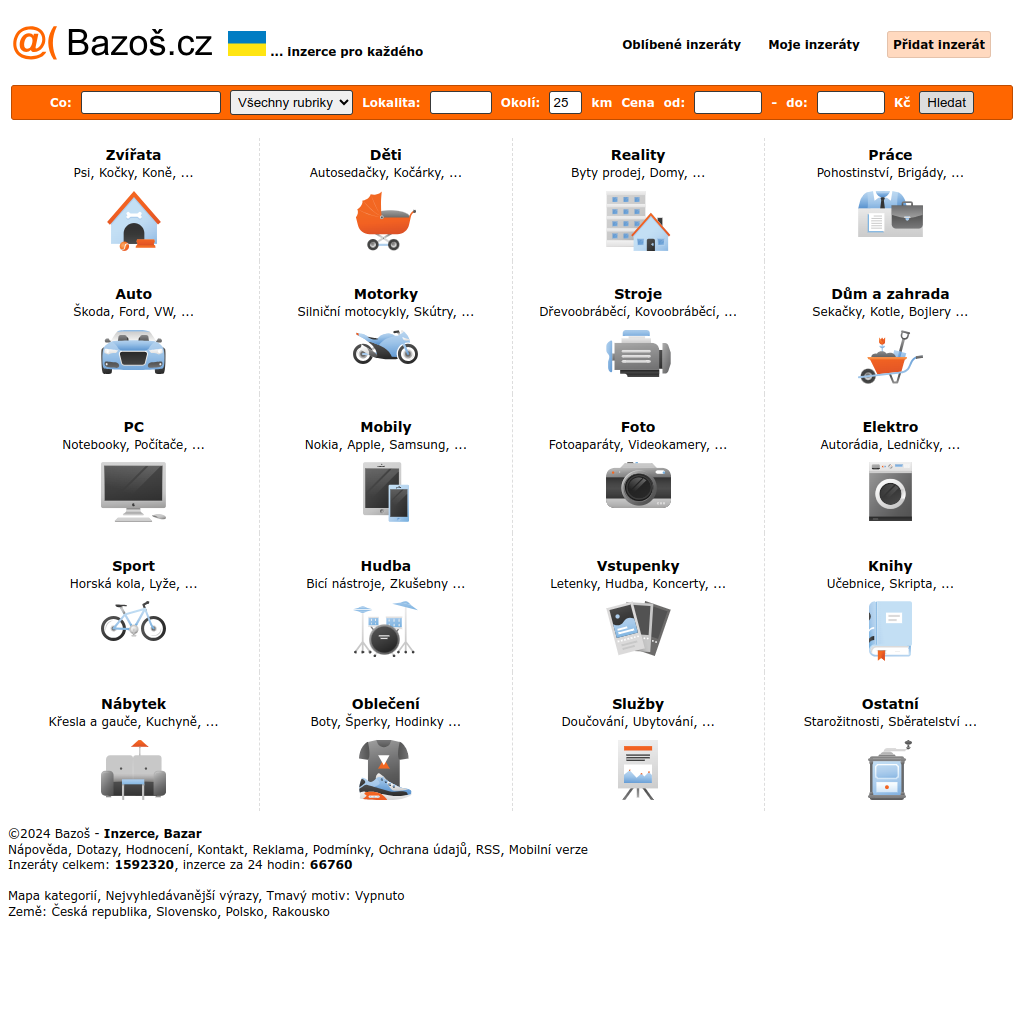 @( Bazoš.cz ... inzerce pro každého Oblíbené inzeráty Moje inzeráty Přidat inzerát
Co: Všechny rubriky Lokalita: Okolí: 25 km Cena od: - do: Kč Hledat
Zvířata Děti Reality Práce
Psi, Kočky, Koně, ... Autosedačky, Kočárky, ... Byty prodej, Domy, ... Pohostinství, Brigády, ...
Auto Motorky Stroje Dům a zahrada
Škoda, Ford, VW, ... Silniční motocykly, Skútry, ... Dřevoobráběcí, Kovoobráběcí, ... Sekačky, Kotle, Bojlery ...
PC Mobily Foto Elektro
Notebooky, Počítače, ... Nokia, Apple, Samsung, ... Fotoaparáty, Videokamery, ... Autorádia, Ledničky, ...
Sport Hudba Vstupenky Knihy
Horská kola, Lyže, ... Bicí nástroje, Zkušebny ... Letenky, Hudba, Koncerty, ... Učebnice, Skripta, ...
Nábytek Oblečení Služby Ostatní
Křesla a gauče, Kuchyně, ... Boty, Šperky, Hodinky ... Doučování, Ubytování, ... Starožitnosti, Sběratelství ...
©2024 Bazoš - Inzerce, Bazar
Nápověda, Dotazy, Hodnocení, Kontakt, Reklama, Podmínky, Ochrana údajů, RSS, Mobilní verze
Inzeráty celkem: 1592320, inzerce za 24 hodin: 66760
Mapa kategorií, Nejvyhledávanější výrazy, Tmavý motiv: Vypnuto
Země: Česká republika, Slovensko, Polsko, Rakousko